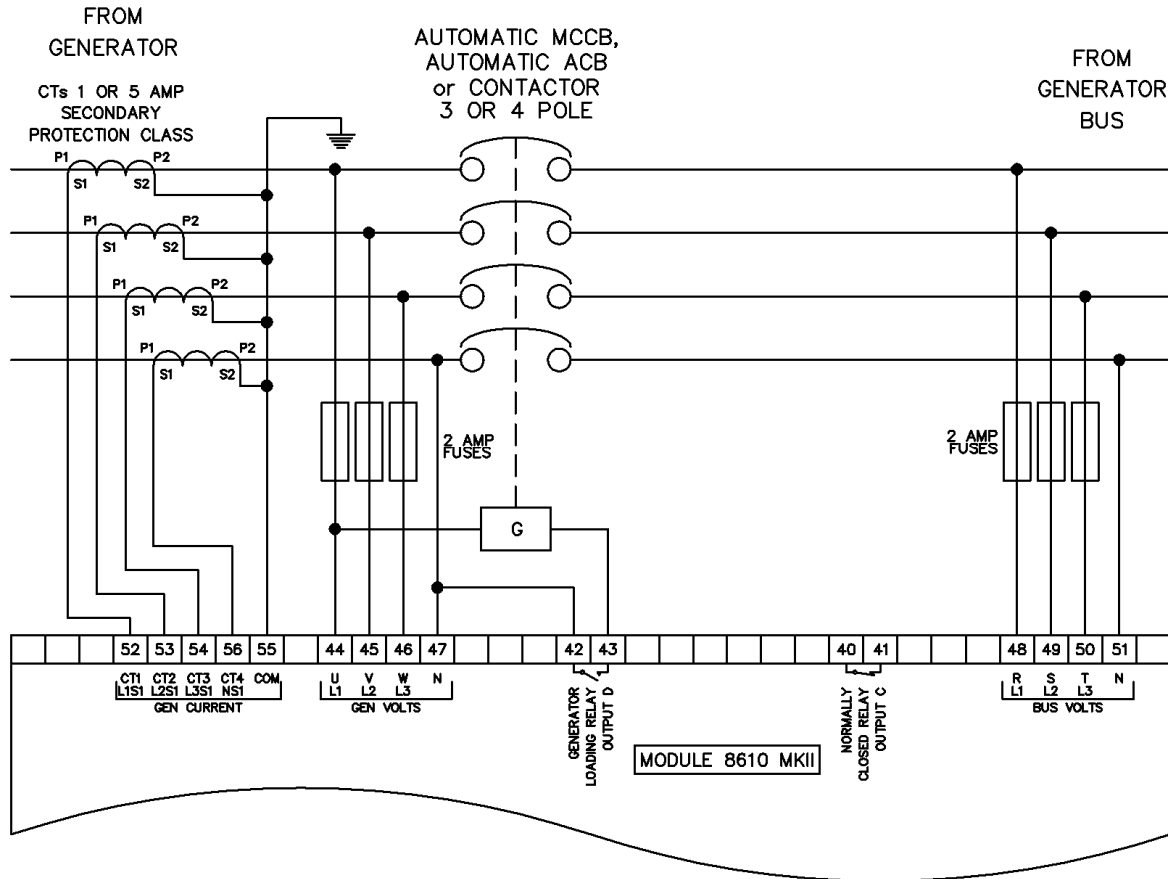 FROM
GENERATOR
CTs 1 OR 5 AMP
SECONDARY
PROTECTION CLASS
AUTOMATIC MCCB,
AUTOMATIC ACB
or CONTACTOR
3 OR 4 POLE
FROM
GENERATOR
BUS
P1 P2
S1 S2
P1 P2
S1 S2
P1 P2
S1 S2
P1 P2
S1 S2
2 AMP
FUSES
2 AMP
FUSES
G
52 53 54 56 55 44 45 46 47 42 43 40 41 48 49 50 51
CT1 CT2 CT3 CT4 COM
L1S1 L2S1 L3S1 NS1
GEN CURRENT
U V W N
L1 L2 L3
GEN VOLTS
GENERATOR
LOADING RELAY
OUTPUT D
NORMALLY
CLOSED RELAY
OUTPUT C
R S T N
L1 L2 L3
BUS VOLTS
MODULE 8610 MKII